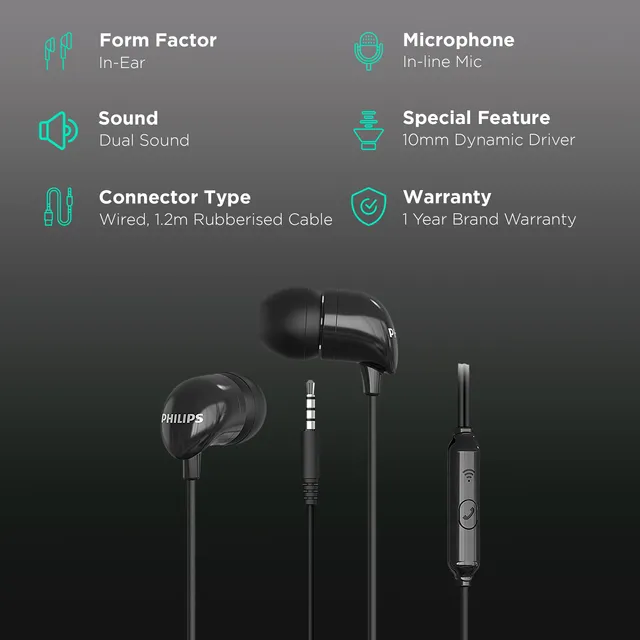 Form Factor
In-Ear
Microphone
In-line Mic
Sound
Dual Sound
Special Feature
10mm Dynamic Driver
Connector Type
Wired, 1.2m Rubberised Cable
Warranty
1 Year Brand Warranty
PHILIPS